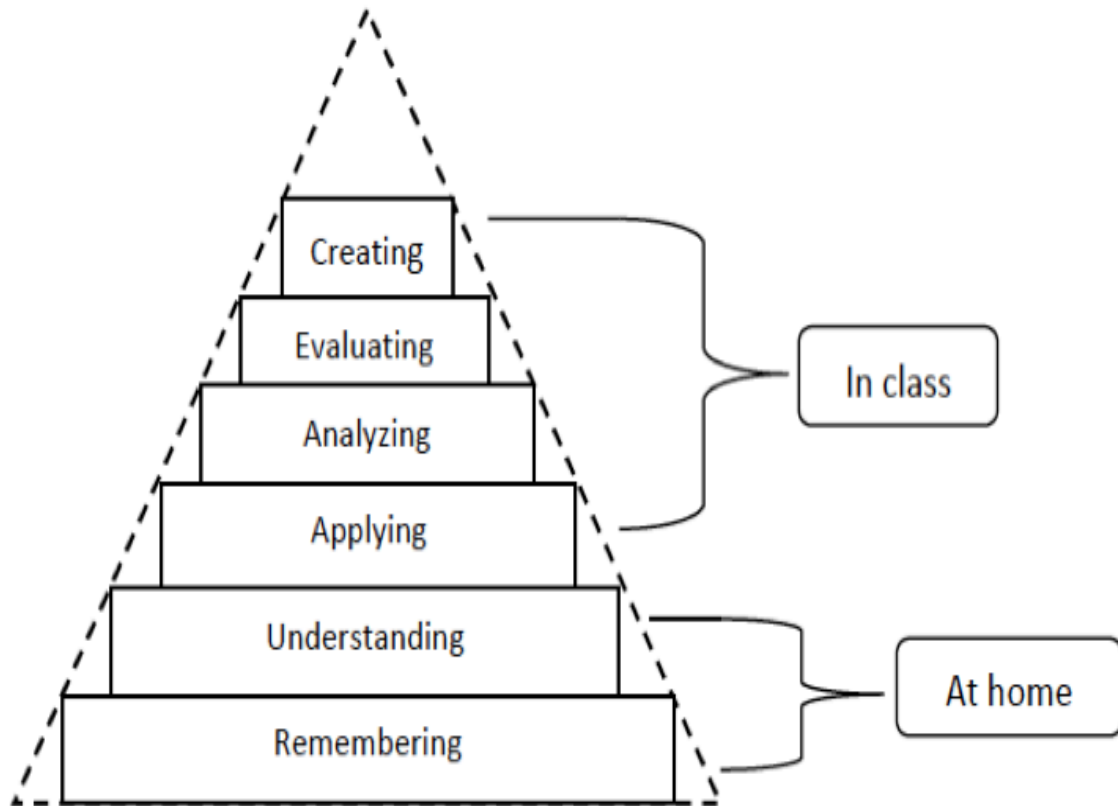 Creating
Evaluating
Analyzing
Applying
Understanding
Remembering
In class
At home